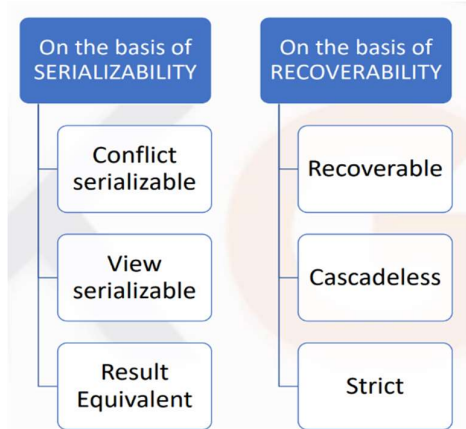 On the basis of
SERIALIZABILITY
Conflict
serializable
View
serializable
Result
Equivalent
On the basis of
RECOVERABILITY
Recoverable
Cascadeless
Strict